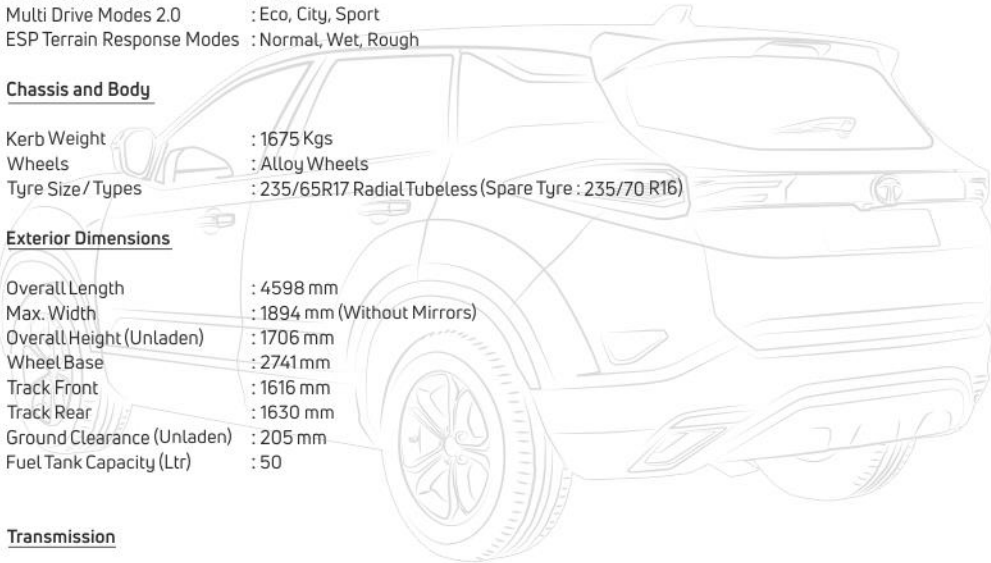 Multi Drive Modes 2.0 : Eco, City, Sport
ESP Terrain Response Modes : Normal, Wet, Rough
Chassis and Body
Kerb Weight : 1675 Kgs
Wheels : Alloy Wheels
Tyre Size / Types : 235/65R17 Radial Tubeless (Spare Tyre : 235/70 R16)
Exterior Dimensions
Overall Length : 4598 mm
Max. Width : 1894 mm (Without Mirrors)
Overall Height (Unladen) : 1706 mm
Wheel Base : 2741 mm
Track Front : 1616 mm
Track Rear : 1630 mm
Ground Clearance (Unladen) : 205 mm
Fuel Tank Capacity (Ltr) : 50
Transmission